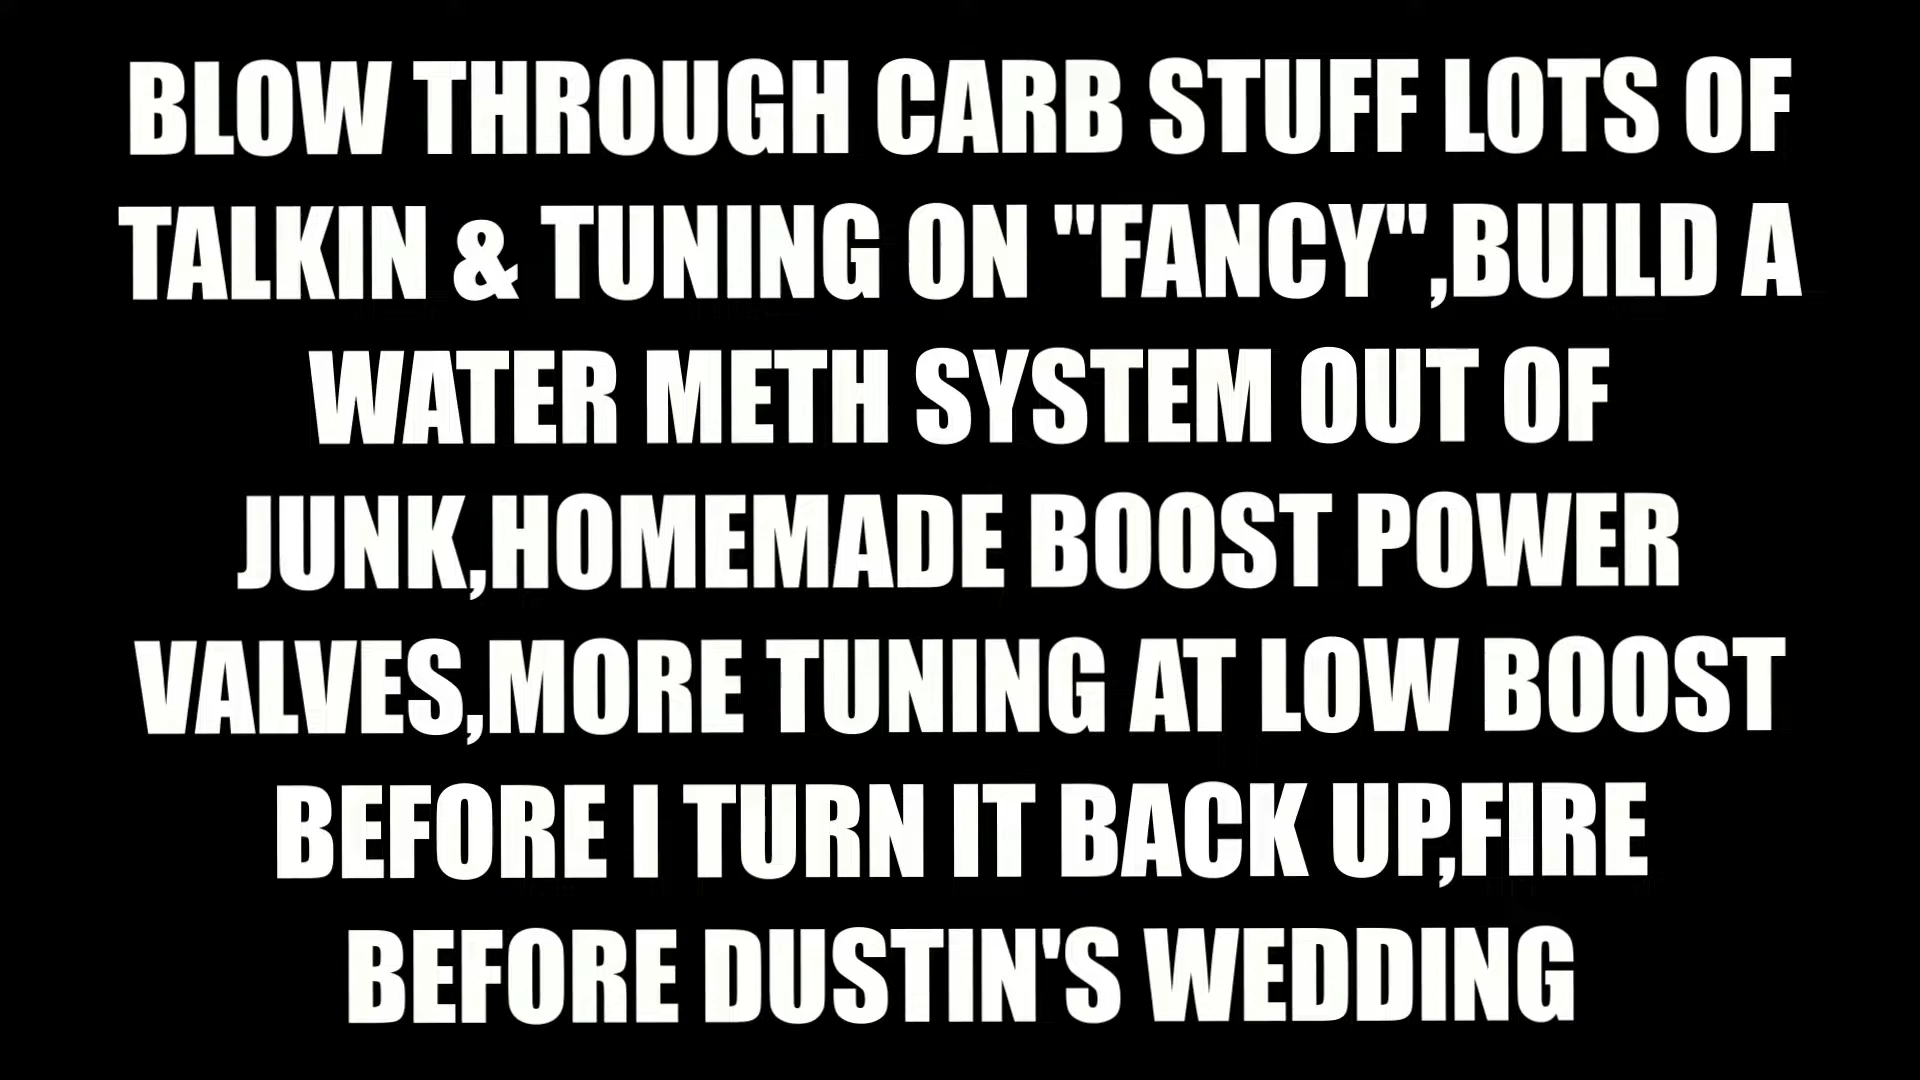 BLOW THROUGH CARB STUFF LOTS OF
TALKIN & TUNING ON "FANCY",BUILD A
WATER METH SYSTEM OUT OF
JUNK,HOMEMADE BOOST POWER
VALVES,MORE TUNING AT LOW BOOST
BEFORE I TURN IT BACK UP,FIRE
BEFORE DUSTIN'S WEDDING